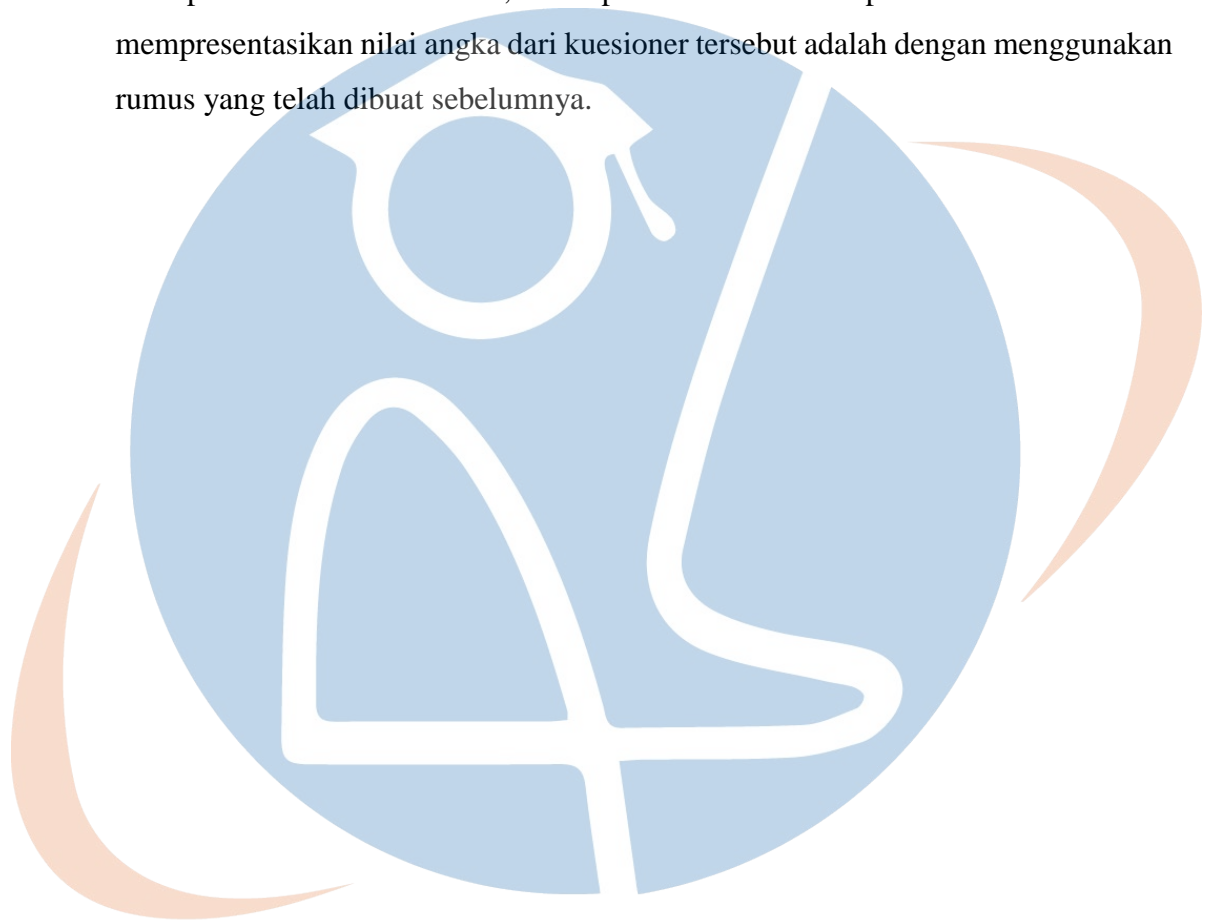 mempresentasikan nilai angka dari kuesioner tersebut adalah dengan menggunakan
rumus yang telah dibuat sebelumnya.